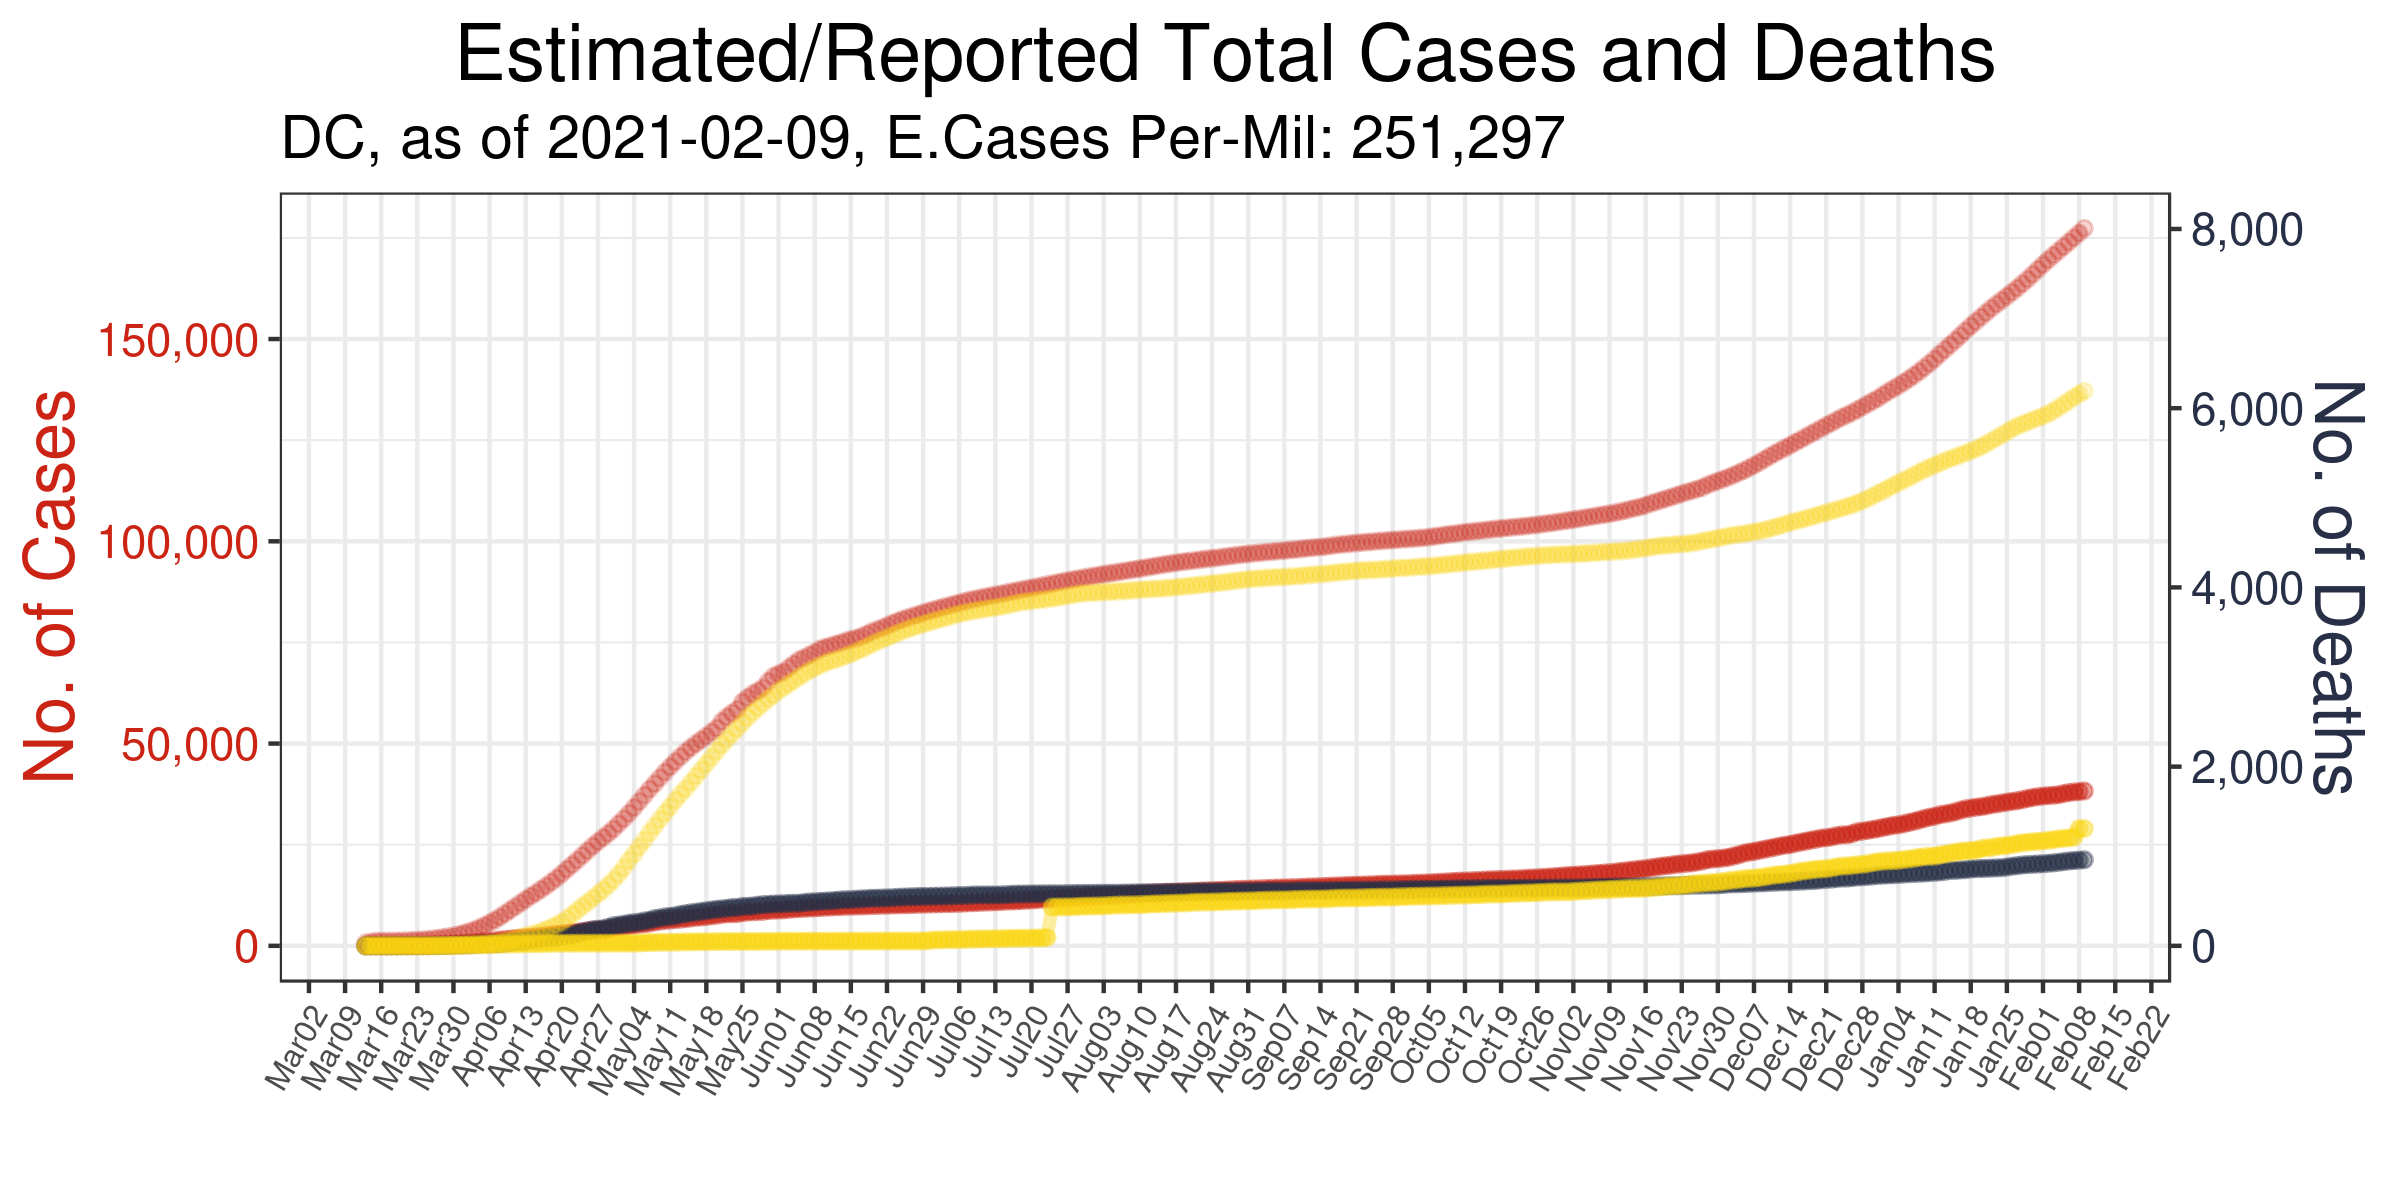 Estimated/Reported Total Cases and Deaths
DC, as of 2021-02-09, E.Cases Per-Mil: 251,297
No. of Cases
150,000
100,000
50,000
0
8,000
6,000
4,000
2,000
0
No. of Deaths
Mar02
Mar09
Mar16
Mar23
Mar30
Apr06
Apr13
Apr20
Apr27
May04
May11
May18
May25
Jun01
Jun08
Jun15
Jun22
Jun29
Jul06
Jul13
Jul20
Jul27
Aug03
Aug10
Aug17
Aug24
Aug31
Sep07
Sep14
Sep21
Sep28
Oct05
Oct12
Oct19
Oct26
Nov02
Nov09
Nov16
Nov23
Nov30
Dec07
Dec14
Dec21
Dec28
Jan04
Jan11
Jan18
Jan25
Feb01
Feb08
Feb15
Feb22